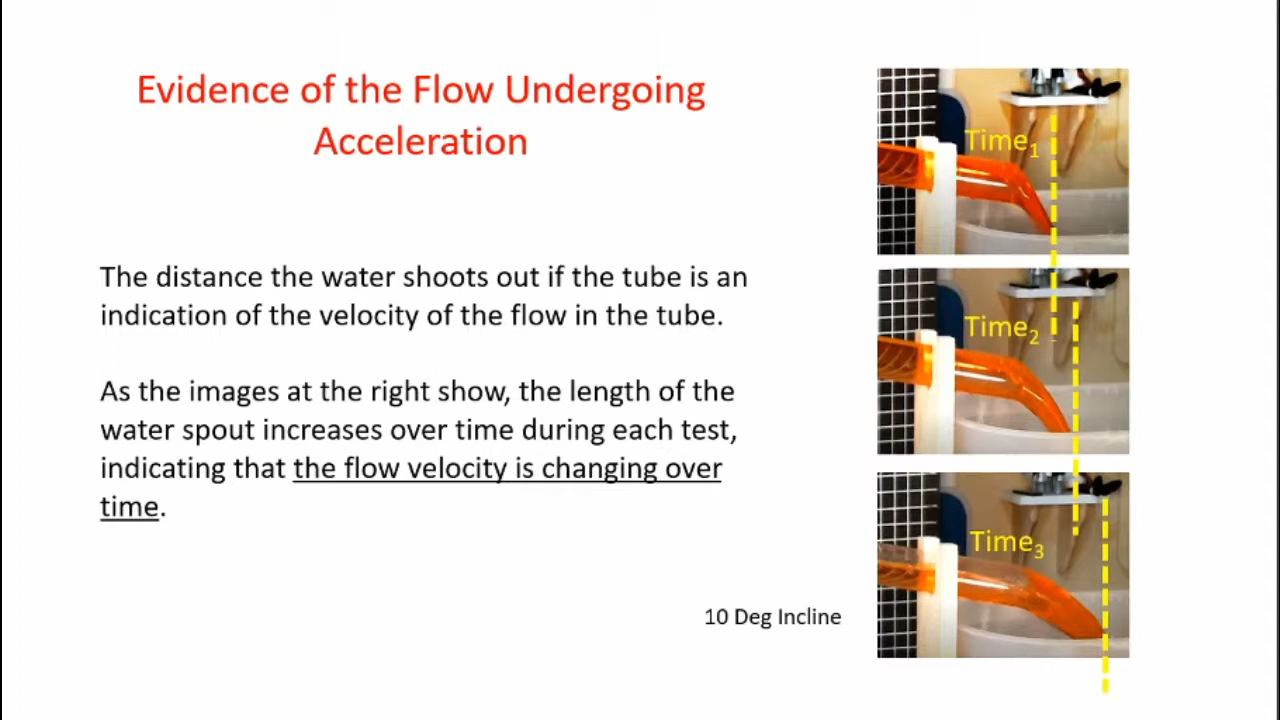 Evidence of the Flow Undergoing
Acceleration
The distance the water shoots out if the tube is an
indication of the velocity of the flow in the tube.
As the images at the right show, the length of the
water spout increases over time during each test,
indicating that the flow velocity is changing over
time.
10 Deg Incline
Time₁
Time₂
Time₃